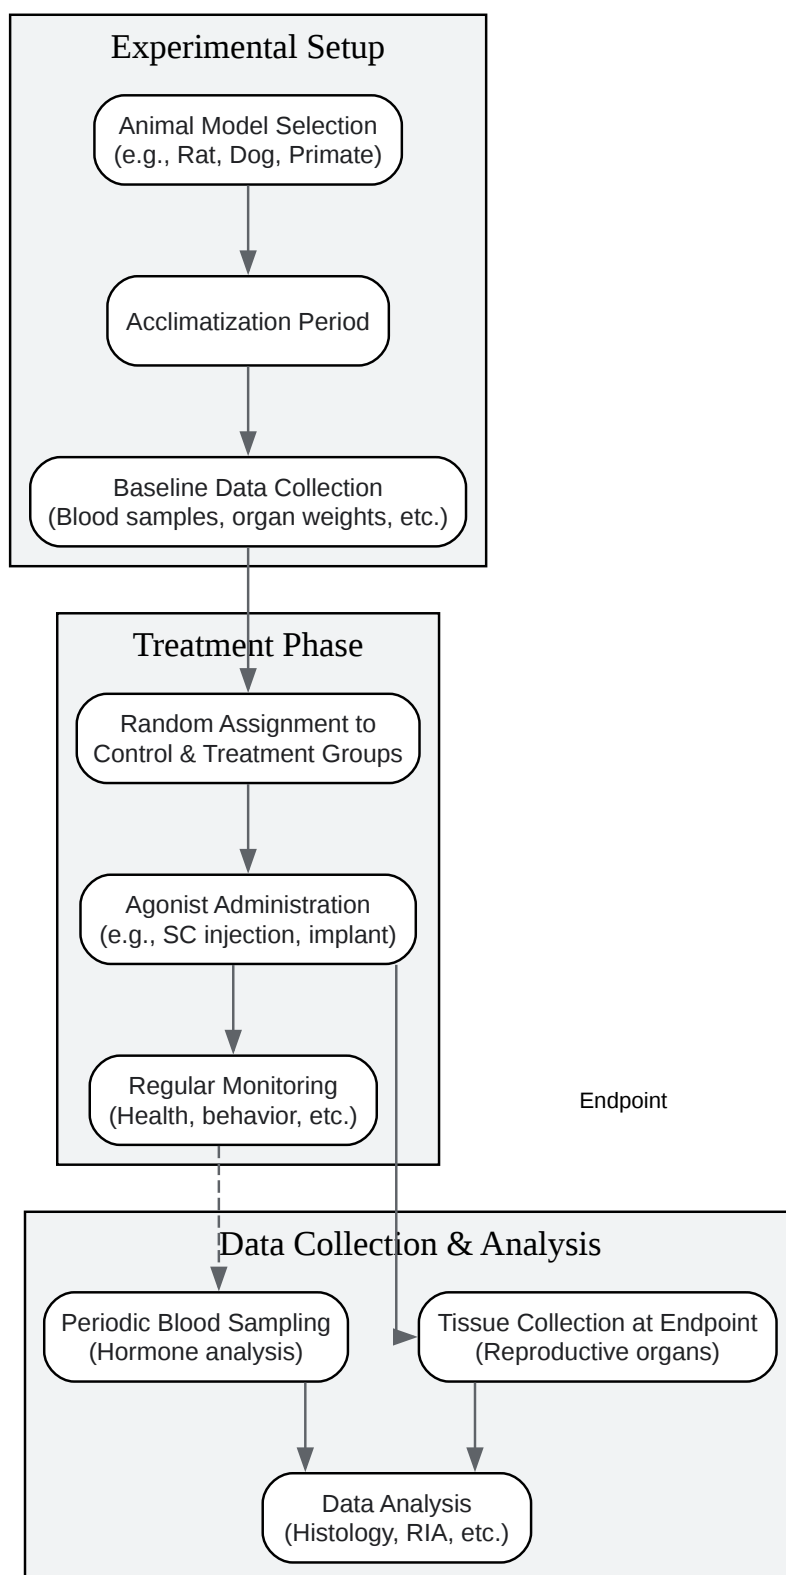 Experimental Setup
Animal Model Selection
(e.g., Rat, Dog, Primate)
Acclimatization Period
Baseline Data Collection
(Blood samples, organ weights, etc.)
Treatment Phase
Random Assignment to
Control & Treatment Groups
Agonist Administration
(e.g., SC injection, implant)
Regular Monitoring
(Health, behavior, etc.)
Endpoint
Data Collection & Analysis
Periodic Blood Sampling
(Hormone analysis)
Tissue Collection at Endpoint
(Reproductive organs)
Data Analysis
(Histology, RIA, etc.)